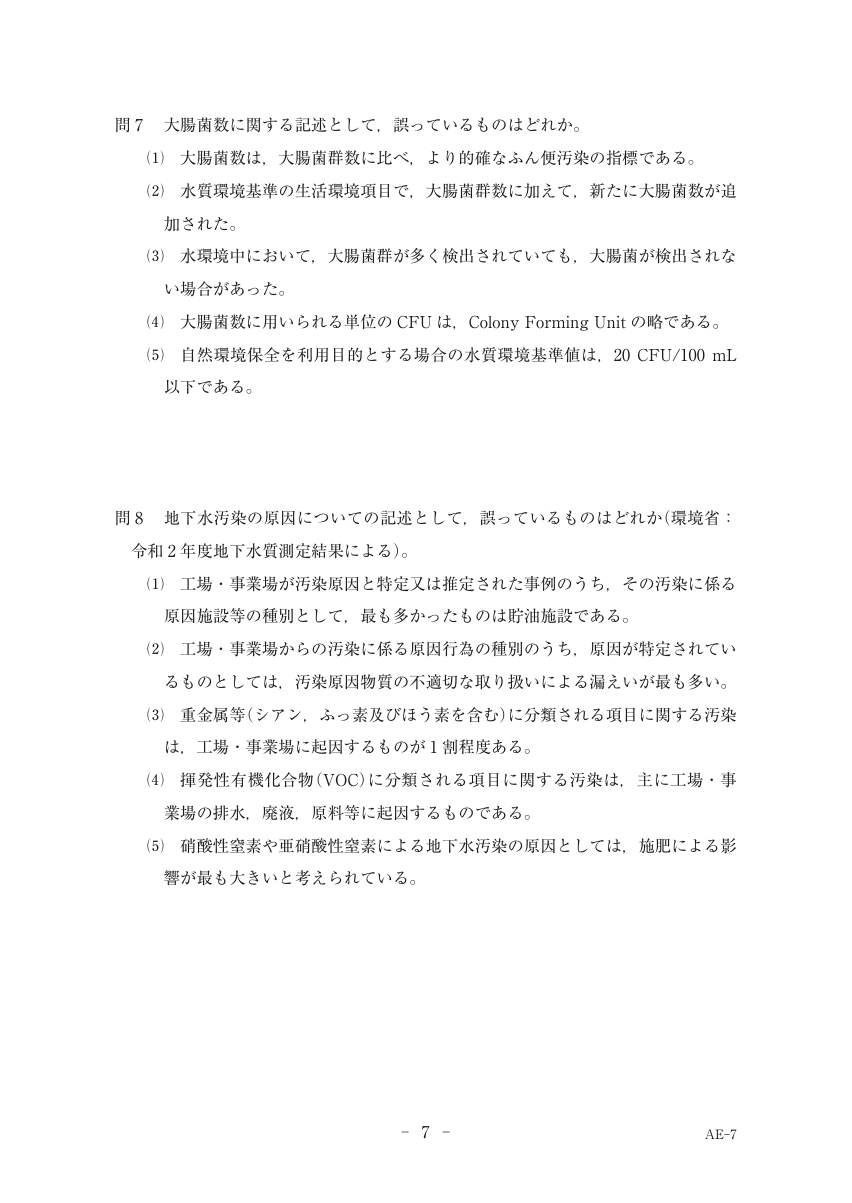 問7　大腸菌数に関する記述として，誤っているものはどれか。
⑴　大腸菌数は，大腸菌群数に比べ，より的確なふん便汚染の指標である。
⑵　水質環境基準の生活環境項目で，大腸菌群数に加えて，新たに大腸菌数が追
加された。
⑶　水環境中において，大腸菌群が多く検出されていても，大腸菌が検出されな
い場合があった。
⑷　大腸菌数に用いられる単位の CFU は，Colony Forming Unit の略である。
⑸　自然環境保全を利用目的とする場合の水質環境基準値は，20 CFU/100 mL
以下である。
問8　地下水汚染の原因についての記述として，誤っているものはどれか(環境省：
令和2年度地下水質測定結果による)。
⑴　工場・事業場が汚染原因と特定又は推定された事例のうち，その汚染に係る
原因施設等の種別として，最も多かったものは貯油施設である。
⑵　工場・事業場からの汚染に係る原因行為の種別のうち，原因が特定されてい
るものとしては，汚染原因物質の不適切な取り扱いによる漏えいが最も多い。
⑶　重金属等(シアン，ふっ素及びほう素を含む)に分類される項目に関する汚染
は，工場・事業場に起因するものが1割程度ある。
⑷　揮発性有機化合物(VOC)に分類される項目に関する汚染は，主に工場・事
業場の排水，廃液，原料等に起因するものである。
⑸　硝酸性窒素や亜硝酸性窒素による地下水汚染の原因としては，施肥による影
響が最も大きいと考えられている。
- 7 -
AE-7